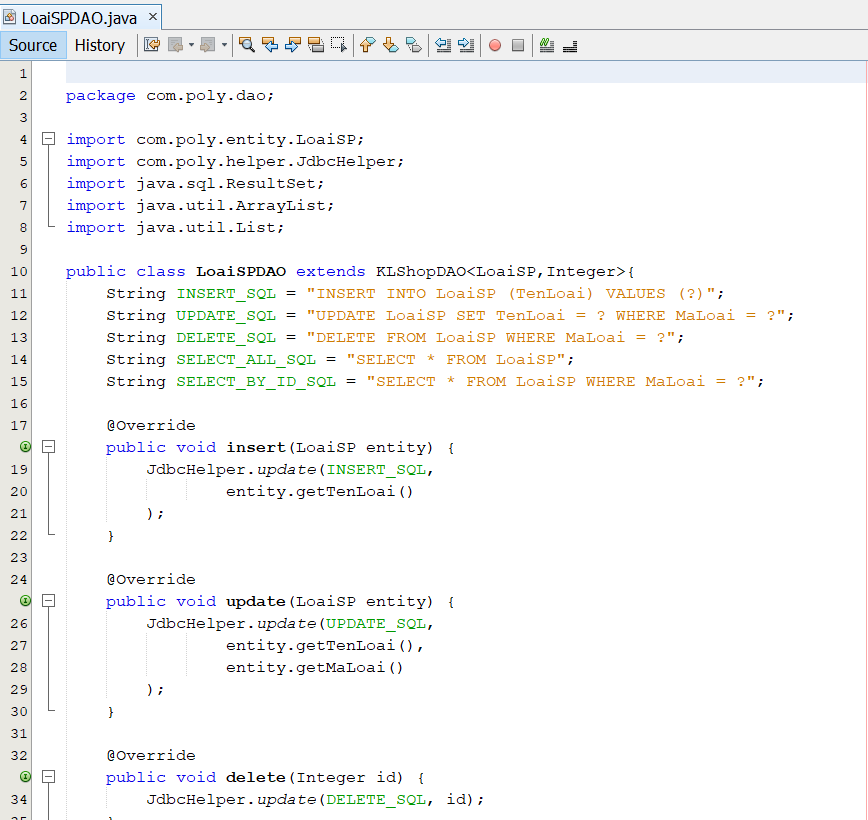 LoaiSPDAO.java ×
Source History
1
2 package com.poly.dao;
3
4 import com.poly.entity.LoaiSP;
5 import com.poly.helper.JdbcHelper;
6 import java.sql.ResultSet;
7 import java.util.ArrayList;
8 import java.util.List;
9
10 public class LoaiSPDAO extends KLShopDAO<LoaiSP,Integer>{
11 String INSERT_SQL = "INSERT INTO LoaiSP (TenLoai) VALUES (?)";
12 String UPDATE_SQL = "UPDATE LoaiSP SET TenLoai = ? WHERE MaLoai = ?";
13 String DELETE_SQL = "DELETE FROM LoaiSP WHERE MaLoai = ?";
14 String SELECT_ALL_SQL = "SELECT * FROM LoaiSP";
15 String SELECT_BY_ID_SQL = "SELECT * FROM LoaiSP WHERE MaLoai = ?";
16
17 @Override
public void insert(LoaiSP entity) {
19 JdbcHelper.update(INSERT_SQL,
20 entity.getTenLoai()
21 );
22 }
23
24 @Override
public void update(LoaiSP entity) {
26 JdbcHelper.update(UPDATE_SQL,
27 entity.getTenLoai(),
28 entity.getMaLoai()
29 );
30 }
31
32 @Override
public void delete(Integer id) {
34 JdbcHelper.update(DELETE_SQL, id);